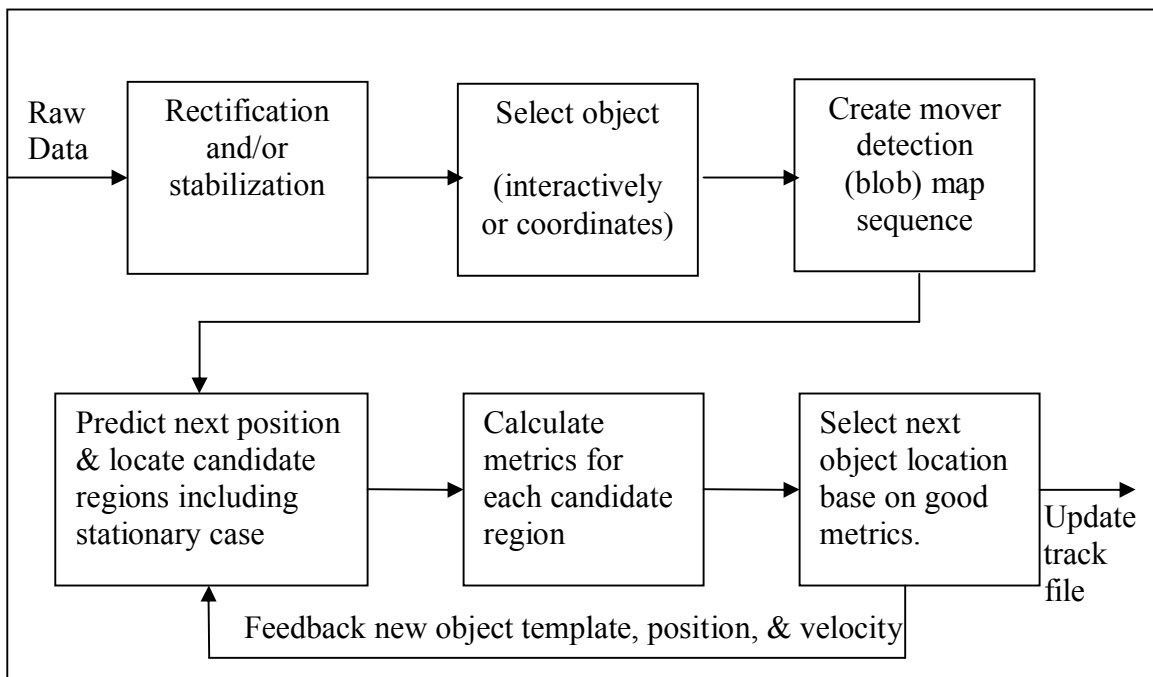 Raw
Data
Rectification
and/or
stabilization
Select object
(interactively
or coordinates)
Create mover
detection
(blob) map
sequence
Predict next position
& locate candidate
regions including
stationary case
Calculate
metrics for
each candidate
region
Select next
object location
base on good
metrics.
Update
track
file
Feedback new object template, position, & velocity